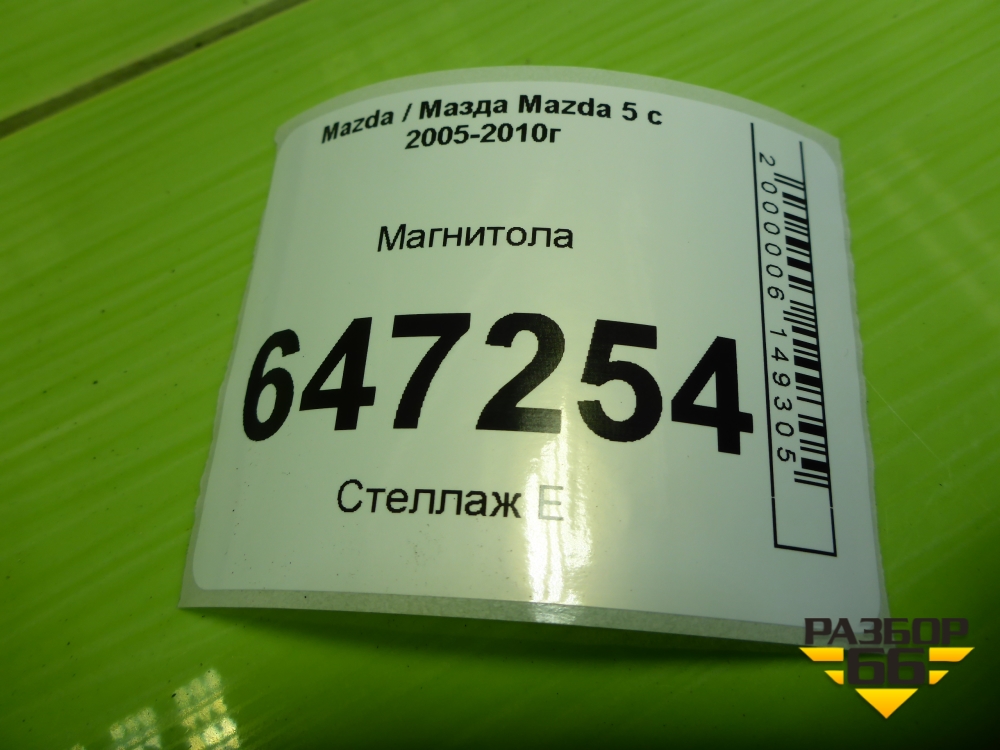 Mazda / Мазда Mazda 5 с
2005-2010г
Магнитола
647254
Стеллаж E
2000006149305
РАЗБОР
66